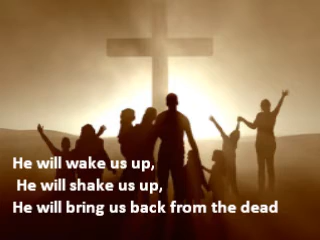 He will wake us up,
He will shake us up,
He will bring us back from the dead